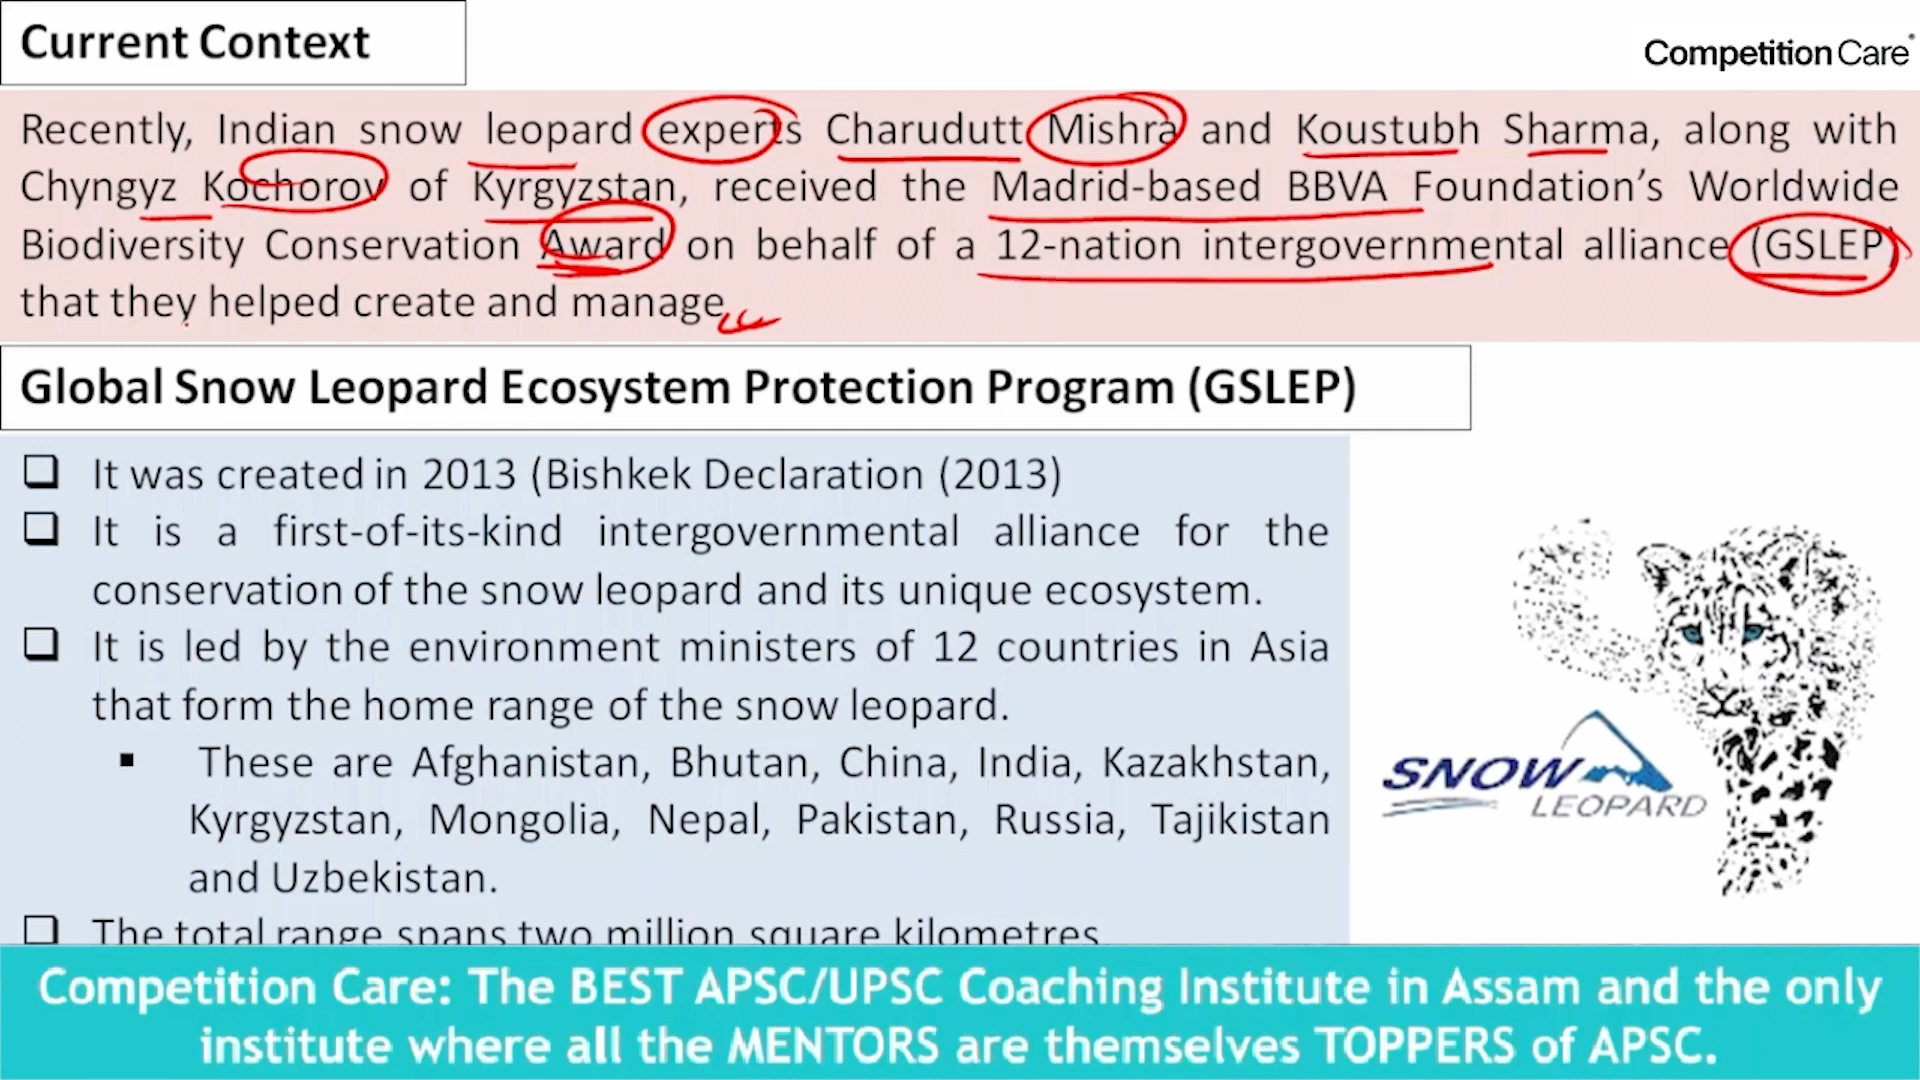 Current Context
Competition Care
Recently, Indian snow leopard experts Charudutt Mishra and Koustubh Sharma, along with
Chyngyz Kochorov of Kyrgyzstan, received the Madrid-based BBVA Foundation’s Worldwide
Biodiversity Conservation Award on behalf of a 12-nation intergovernmental alliance (GSLEP)
that they helped create and manage
Global Snow Leopard Ecosystem Protection Program (GSLEP)
It was created in 2013 (Bishkek Declaration (2013)
It is a first-of-its-kind intergovernmental alliance for the
conservation of the snow leopard and its unique ecosystem.
It is led by the environment ministers of 12 countries in Asia
that form the home range of the snow leopard.
These are Afghanistan, Bhutan, China, India, Kazakhstan,
Kyrgyzstan, Mongolia, Nepal, Pakistan, Russia, Tajikistan
and Uzbekistan.
The total range spans two million square kilometres.
SNOW
LEOPARD
Competition Care: The BEST APSC/UPSC Coaching Institute in Assam and the only
institute where all the MENTORS are themselves TOPPERS of APSC.